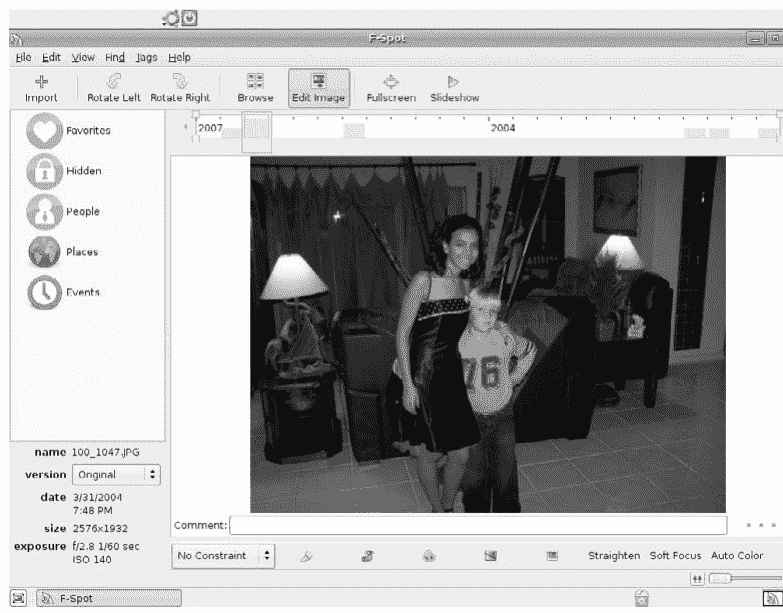 F-Spot
File Edit View Find Tags Help
Import Rotate Left Rotate Right Browse Edit Image Fullscreen Slideshow
2007 2004
Favorites
Hidden
People
Places
Events
76
name 100_1047.JPG
version Original
date 3/31/2004
7:48 PM
size 2576x1932
exposure f/2.8 1/60 sec
ISO 140
Comment:
No Constraint Straighten Soft Focus Auto Color
F-Spot